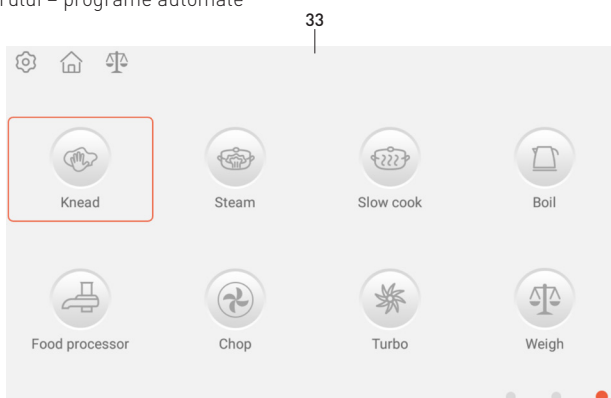 programe automate
33
Knead
Steam
Slow cook
Boil
Food processor
Chop
Turbo
Weigh